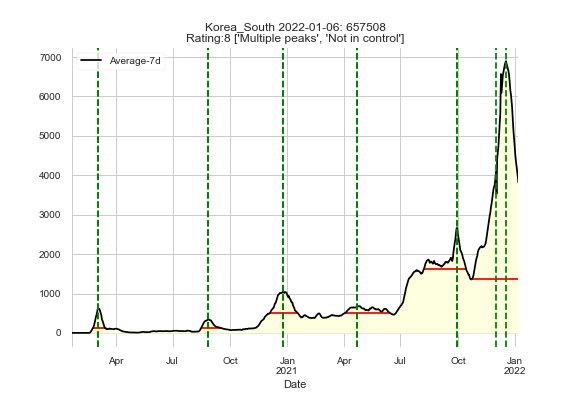 Korea_South 2022-01-06: 657508
Rating:8 ['Multiple peaks', 'Not in control']
Average-7d
7000
6000
5000
4000
3000
2000
1000
0
Apr Jul Oct Jan Apr Jul Oct Jan
2021 2022
Date